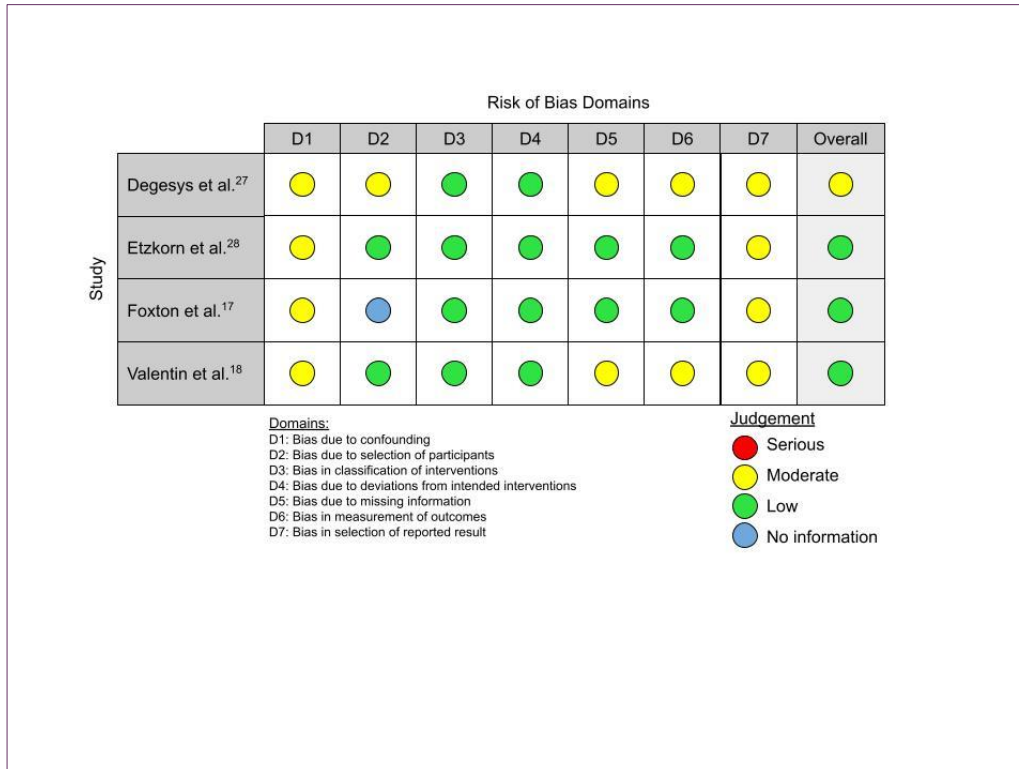 Risk of Bias Domains
D1 D2 D3 D4 D5 D6 D7 Overall
Study
Degesys et al.27
Etzkorn et al.28
Foxton et al.17
Valentin et al.18
Domains:
D1: Bias due to confounding
D2: Bias due to selection of participants
D3: Bias in classification of interventions
D4: Bias due to deviations from intended interventions
D5: Bias due to missing information
D6: Bias in measurement of outcomes
D7: Bias in selection of reported result
Judgement
Serious
Moderate
Low
No information